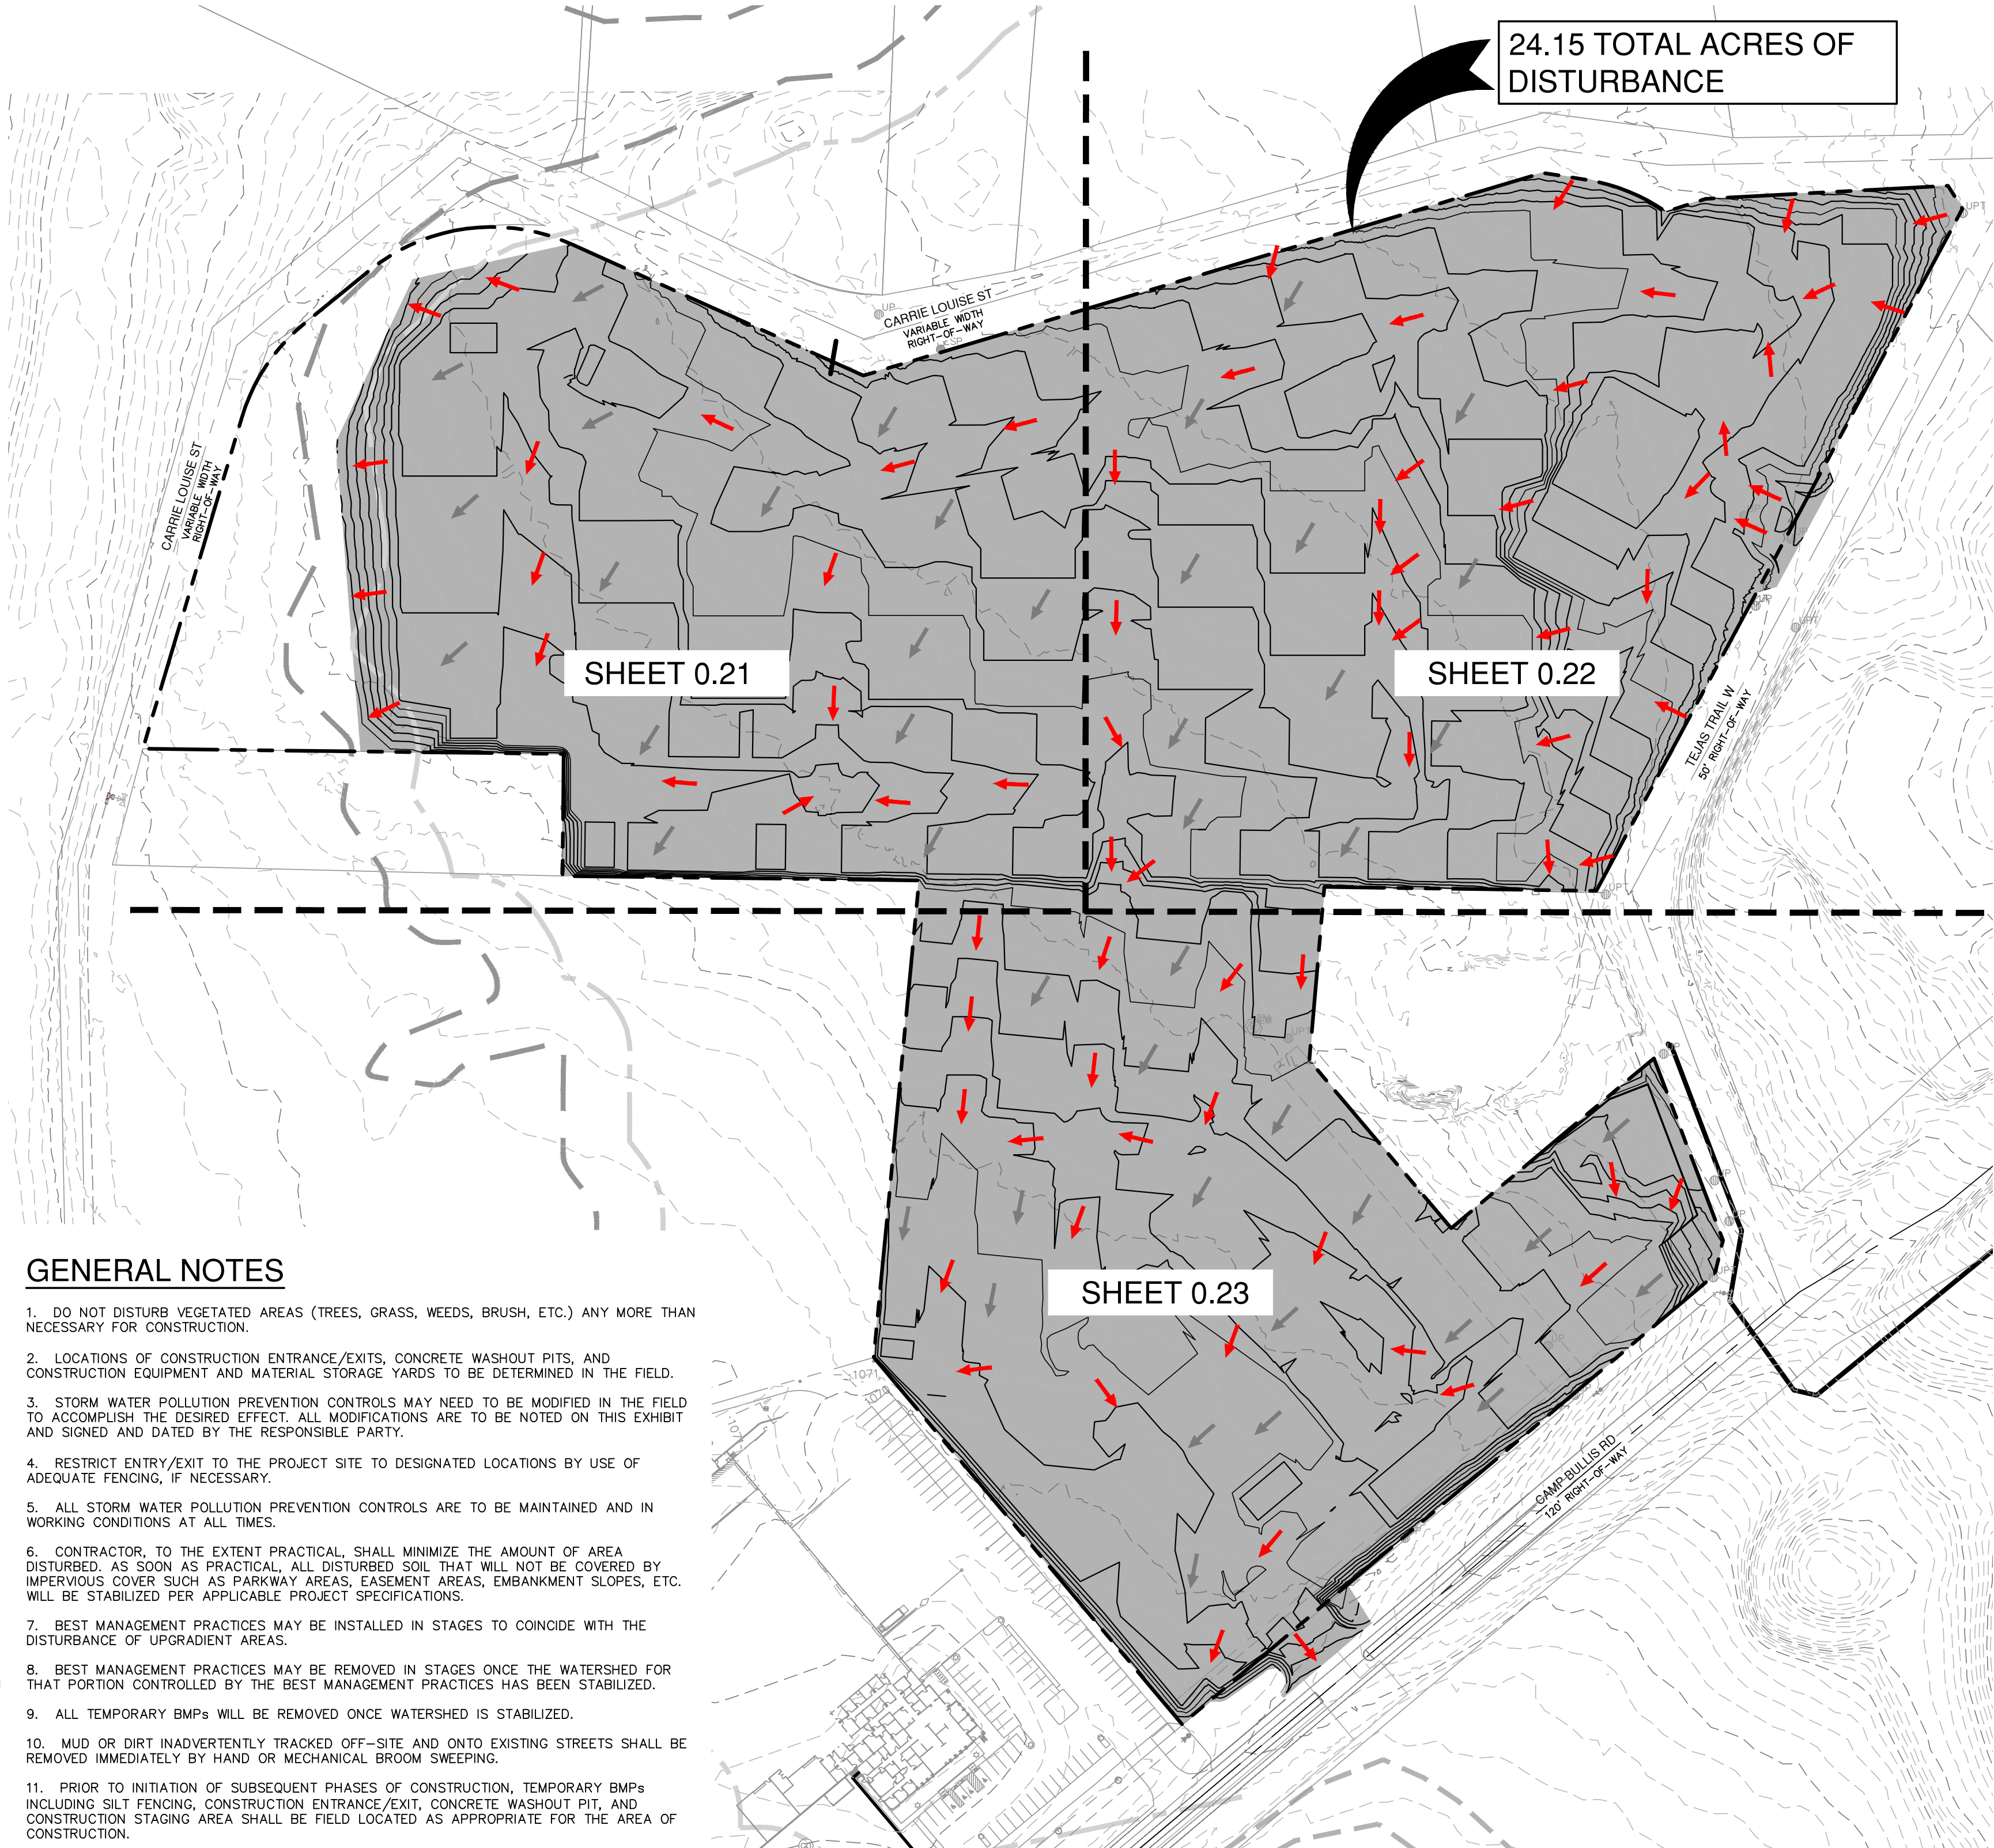 24.15 TOTAL ACRES OF
DISTURBANCE
CARRIE LOUISE ST
VARIABLE WIDTH
RIGHT-OF-WAY
UP
UPT
CARRIE LOUISE ST
VARIABLE WIDTH
RIGHT-OF-WAY
SHEET 0.21
SHEET 0.22
UPT
TEJAS TRAIL W
50' RIGHT-OF-WAY
UPT
SHEET 0.23
CAMP BULLIS RD
120' RIGHT-OF-WAY
1071
1070
GENERAL NOTES
1. DO NOT DISTURB VEGETATED AREAS (TREES, GRASS, WEEDS, BRUSH, ETC.) ANY MORE THAN
NECESSARY FOR CONSTRUCTION.
2. LOCATIONS OF CONSTRUCTION ENTRANCE/EXITS, CONCRETE WASHOUT PITS, AND
CONSTRUCTION EQUIPMENT AND MATERIAL STORAGE YARDS TO BE DETERMINED IN THE FIELD.
3. STORM WATER POLLUTION PREVENTION CONTROLS MAY NEED TO BE MODIFIED IN THE FIELD
TO ACCOMPLISH THE DESIRED EFFECT. ALL MODIFICATIONS ARE TO BE NOTED ON THIS EXHIBIT
AND SIGNED AND DATED BY THE RESPONSIBLE PARTY.
4. RESTRICT ENTRY/EXIT TO THE PROJECT SITE TO DESIGNATED LOCATIONS BY USE OF
ADEQUATE FENCING, IF NECESSARY.
5. ALL STORM WATER POLLUTION PREVENTION CONTROLS ARE TO BE MAINTAINED AND IN
WORKING CONDITIONS AT ALL TIMES.
6. CONTRACTOR, TO THE EXTENT PRACTICAL, SHALL MINIMIZE THE AMOUNT OF AREA
DISTURBED. AS SOON AS PRACTICAL, ALL DISTURBED SOIL THAT WILL NOT BE COVERED BY
IMPERVIOUS COVER SUCH AS PARKWAY AREAS, EASEMENT AREAS, EMBANKMENT SLOPES, ETC.
WILL BE STABILIZED PER APPLICABLE PROJECT SPECIFICATIONS.
7. BEST MANAGEMENT PRACTICES MAY BE INSTALLED IN STAGES TO COINCIDE WITH THE
DISTURBANCE OF UPGRADIENT AREAS.
8. BEST MANAGEMENT PRACTICES MAY BE REMOVED IN STAGES ONCE THE WATERSHED FOR
THAT PORTION CONTROLLED BY THE BEST MANAGEMENT PRACTICES HAS BEEN STABILIZED.
9. ALL TEMPORARY BMPs WILL BE REMOVED ONCE WATERSHED IS STABILIZED.
10. MUD OR DIRT INADVERTENTLY TRACKED OFF-SITE AND ONTO EXISTING STREETS SHALL BE
REMOVED IMMEDIATELY BY HAND OR MECHANICAL BROOM SWEEPING.
11. PRIOR TO INITIATION OF SUBSEQUENT PHASES OF CONSTRUCTION, TEMPORARY BMPs
INCLUDING SILT FENCING, CONSTRUCTION ENTRANCE/EXIT, CONCRETE WASHOUT PIT, AND
CONSTRUCTION STAGING AREA SHALL BE FIELD LOCATED AS APPROPRIATE FOR THE AREA OF
CONSTRUCTION.